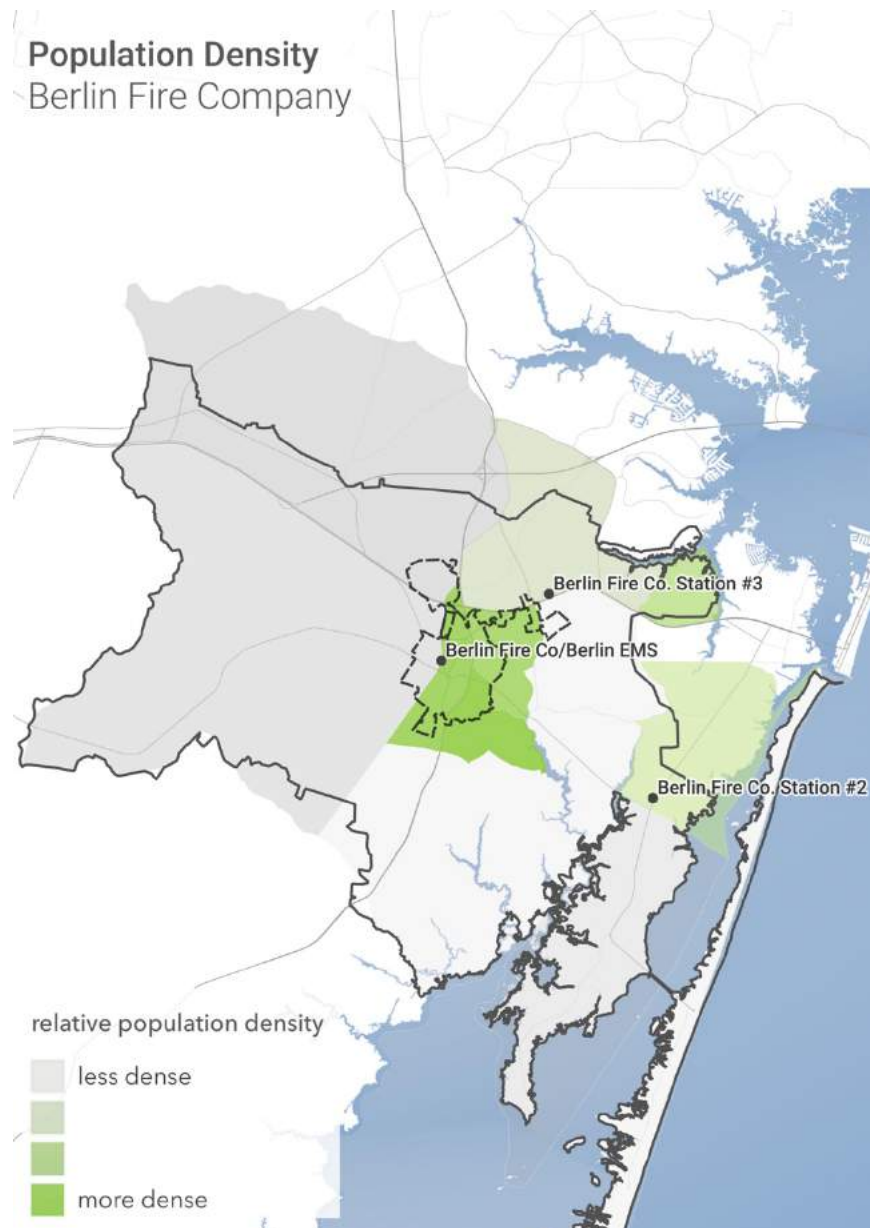 Population Density
Berlin Fire Company
Berlin Fire Co. Station #3
Berlin Fire Co/Berlin EMS
Berlin Fire Co. Station #2
relative population density
less dense
more dense